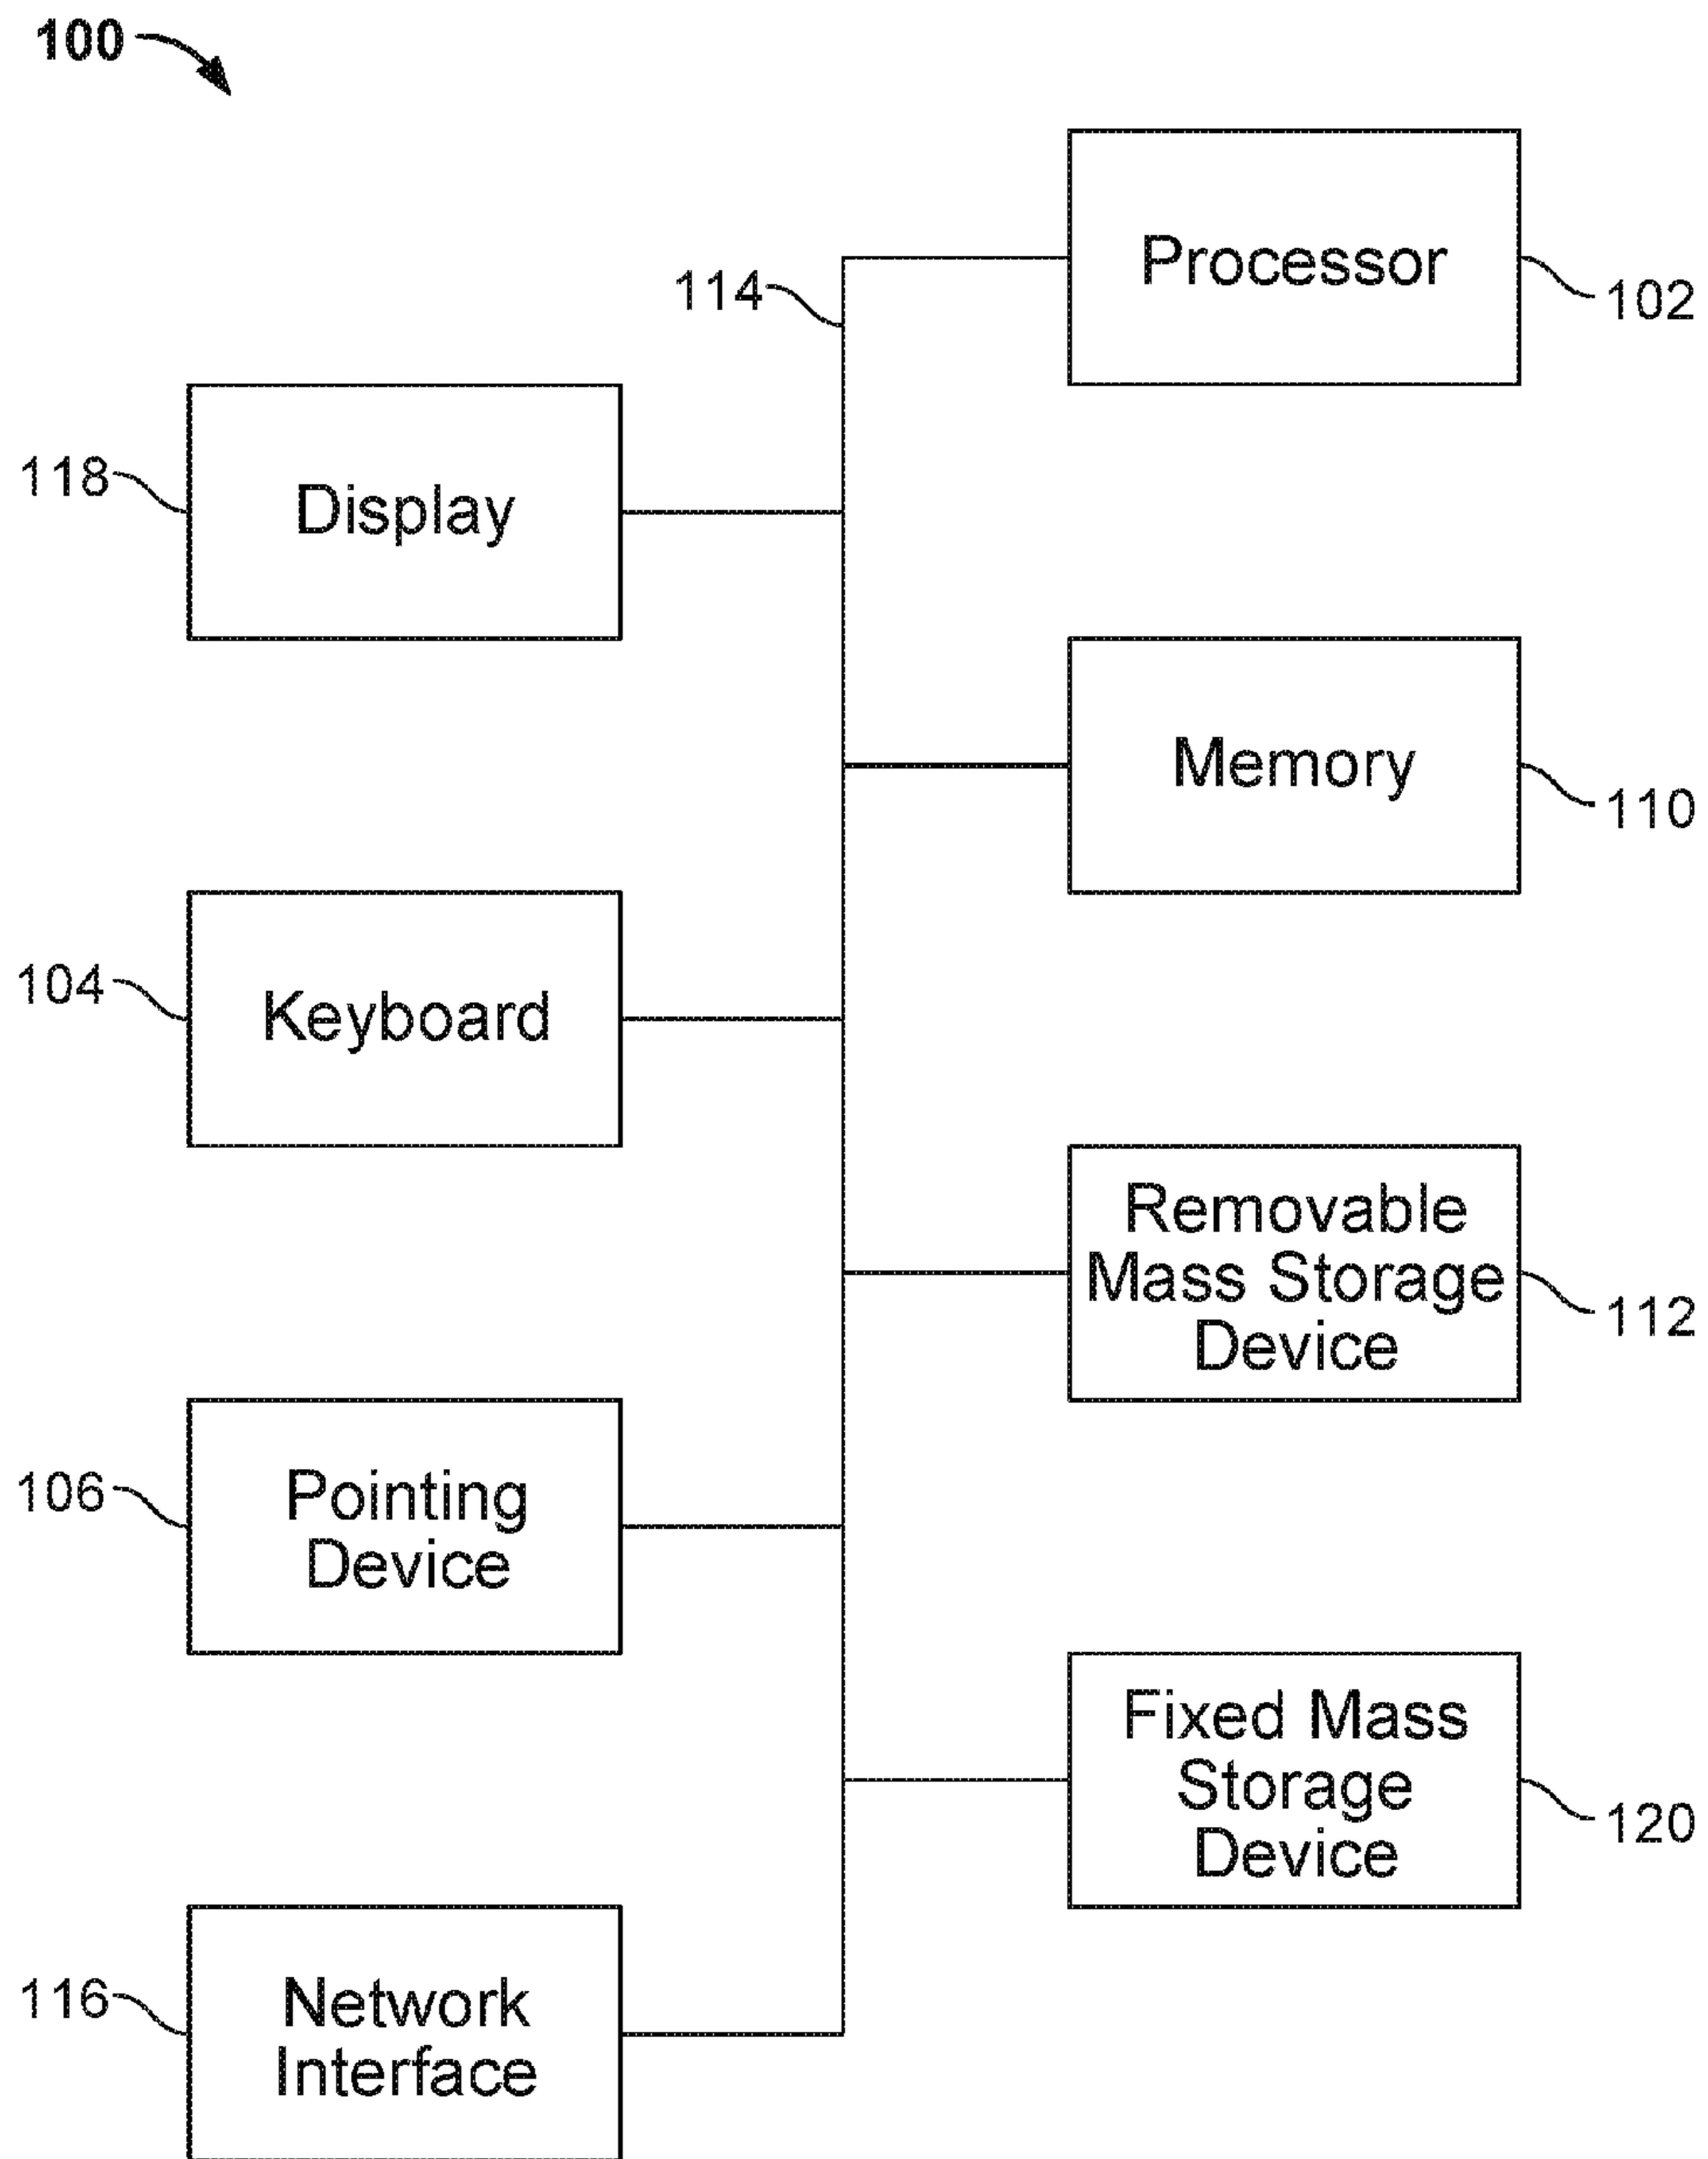 100
Processor
102
114
Display
118
Memory
110
Keyboard
104
Removable
Mass Storage
Device
112
Pointing
Device
106
Fixed Mass
Storage
Device
120
Network
Interface
116